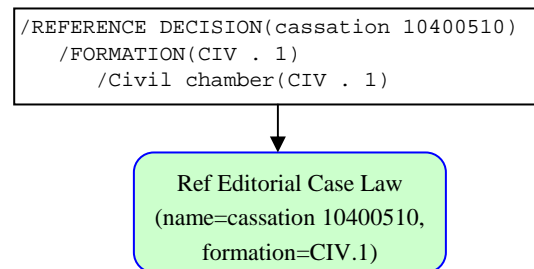 /REFERENCE DECISION(cassation 10400510)
/FORMATION(CIV . 1)
/Civil chamber(CIV . 1)
Ref Editorial Case Law
(name=cassation 10400510,
formation=CIV.1)